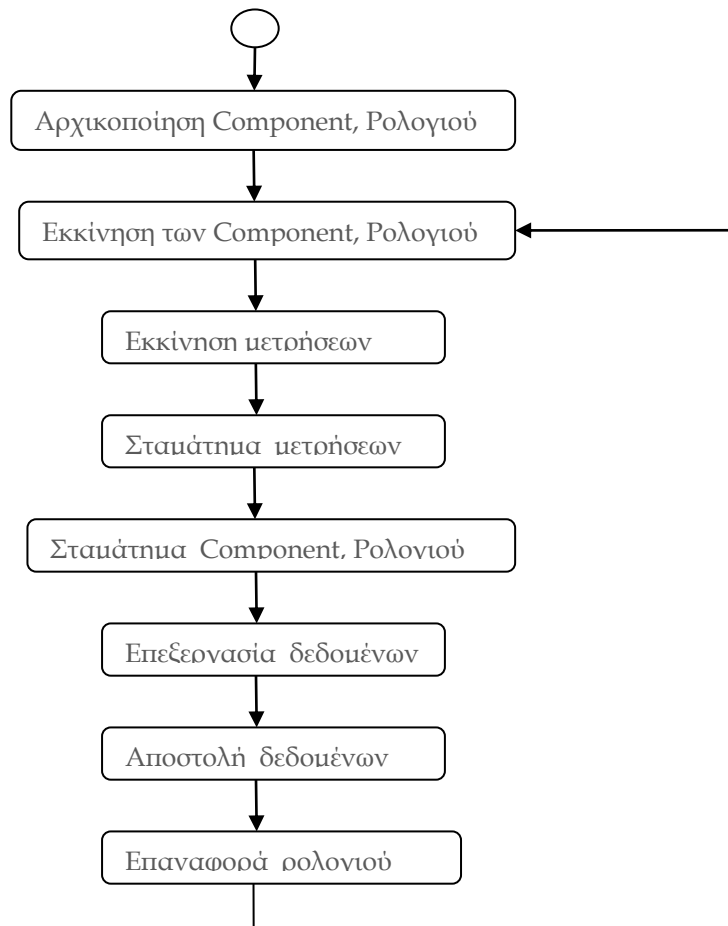 Αρχικοποίηση Component, Ρολογιού
Εκκίνηση των Component, Ρολογιού
Εκκίνηση μετρήσεων
Σταμάτημα μετρήσεων
Σταμάτημα Component, Ρολογιού
Επεξεργασία δεδομένων
Αποστολή δεδομένων
Επαναφορά ρολογιού